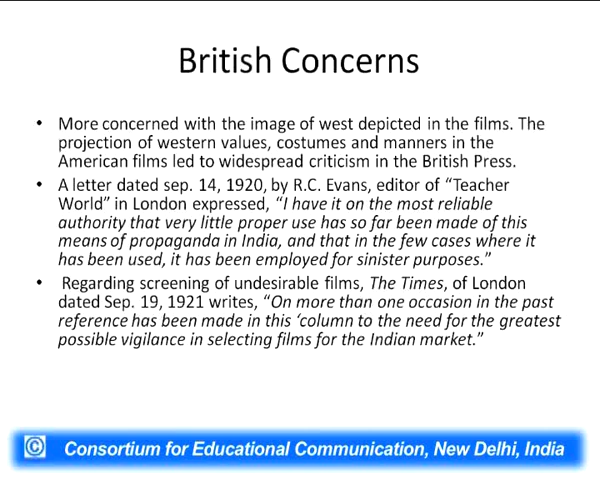 British Concerns
• More concerned with the image of west depicted in the films. The
projection of western values, costumes and manners in the
American films led to widespread criticism in the British Press.
• A letter dated sep. 14, 1920, by R.C. Evans, editor of “Teacher
World” in London expressed, “I have it on the most reliable
authority that very little proper use has so far been made of this
means of propaganda in India, and that in the few cases where it
has been used, it has been employed for sinister purposes.”
• Regarding screening of undesirable films, The Times, of London
dated Sep. 19, 1921 writes, “On more than one occasion in the past
reference has been made in this ‘column to the need for the greatest
possible vigilance in selecting films for the Indian market.”
© Consortium for Educational Communication, New Delhi, India